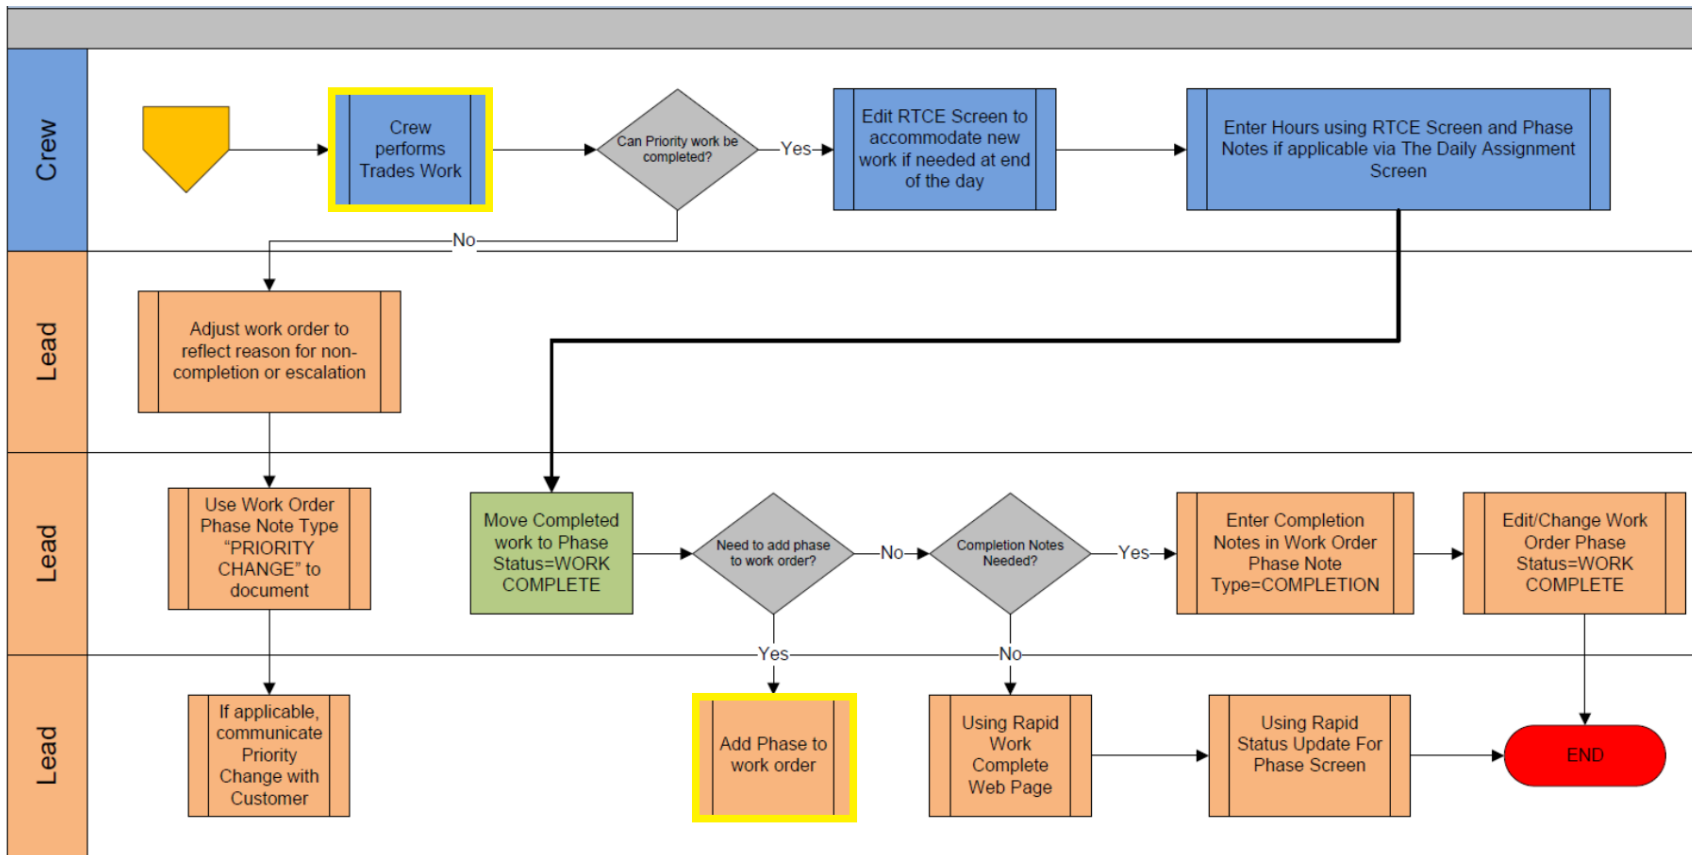 Crew
Crew
performs
Trades Work
Can Priority work be
completed?
Yes
Edit RTCE Screen to
accommodate new
work if needed at end
of the day
Enter Hours using RTCE Screen and Phase
Notes if applicable via The Daily Assignment
Screen
No
Lead
Adjust work order to
reflect reason for non-
completion or escalation
Lead
Use Work Order
Phase Note Type
“PRIORITY
CHANGE” to
document
Move Completed
work to Phase
Status=WORK
COMPLETE
Need to add phase
to work order?
No
Completion Notes
Needed?
Yes
Enter Completion
Notes in Work Order
Phase Note
Type=COMPLETION
Edit/Change Work
Order Phase
Status=WORK
COMPLETE
Yes
No
Lead
If applicable,
communicate
Priority
Change with
Customer
Add Phase to
work order
Using Rapid
Work
Complete
Web Page
Using Rapid
Status Update For
Phase Screen
END